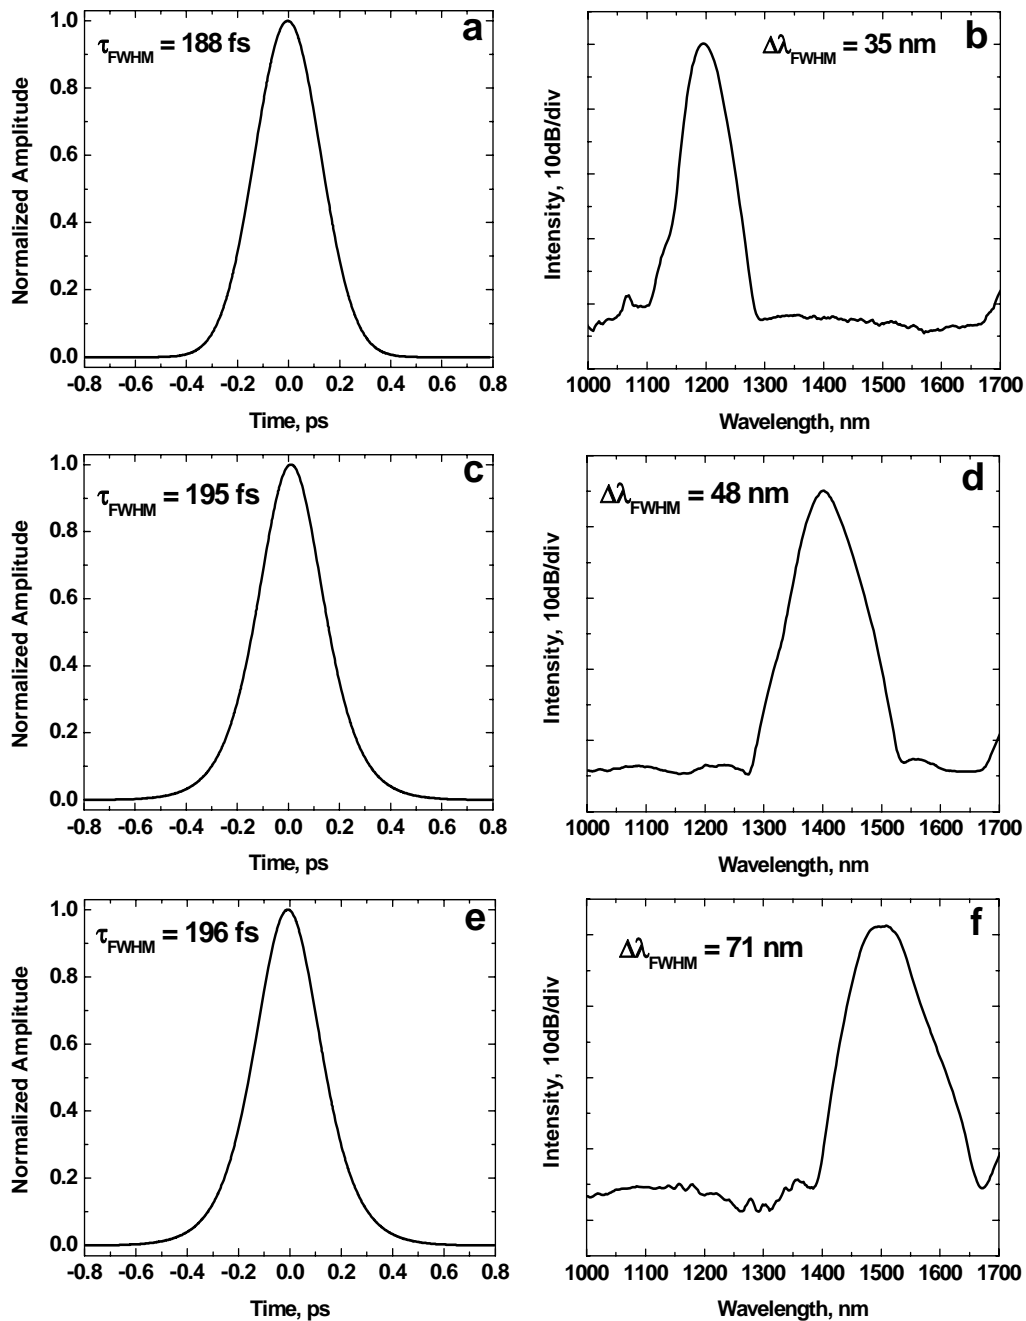 a
τFWHM = 188 fs
Normalized Amplitude
1.0
0.8
0.6
0.4
0.2
0.0
-0.8 -0.6 -0.4 -0.2 0.0 0.2 0.4 0.6 0.8
Time, ps
b
ΔλFWHM = 35 nm
Intensity, 10dB/div
1000 1100 1200 1300 1400 1500 1600 1700
Wavelength, nm
c
τFWHM = 195 fs
Normalized Amplitude
1.0
0.8
0.6
0.4
0.2
0.0
-0.8 -0.6 -0.4 -0.2 0.0 0.2 0.4 0.6 0.8
Time, ps
d
ΔλFWHM = 48 nm
Intensity, 10dB/div
1000 1100 1200 1300 1400 1500 1600 1700
Wavelength, nm
e
τFWHM = 196 fs
Normalized Amplitude
1.0
0.8
0.6
0.4
0.2
0.0
-0.8 -0.6 -0.4 -0.2 0.0 0.2 0.4 0.6 0.8
Time, ps
f
ΔλFWHM = 71 nm
Intensity, 10dB/div
1000 1100 1200 1300 1400 1500 1600 1700
Wavelength, nm